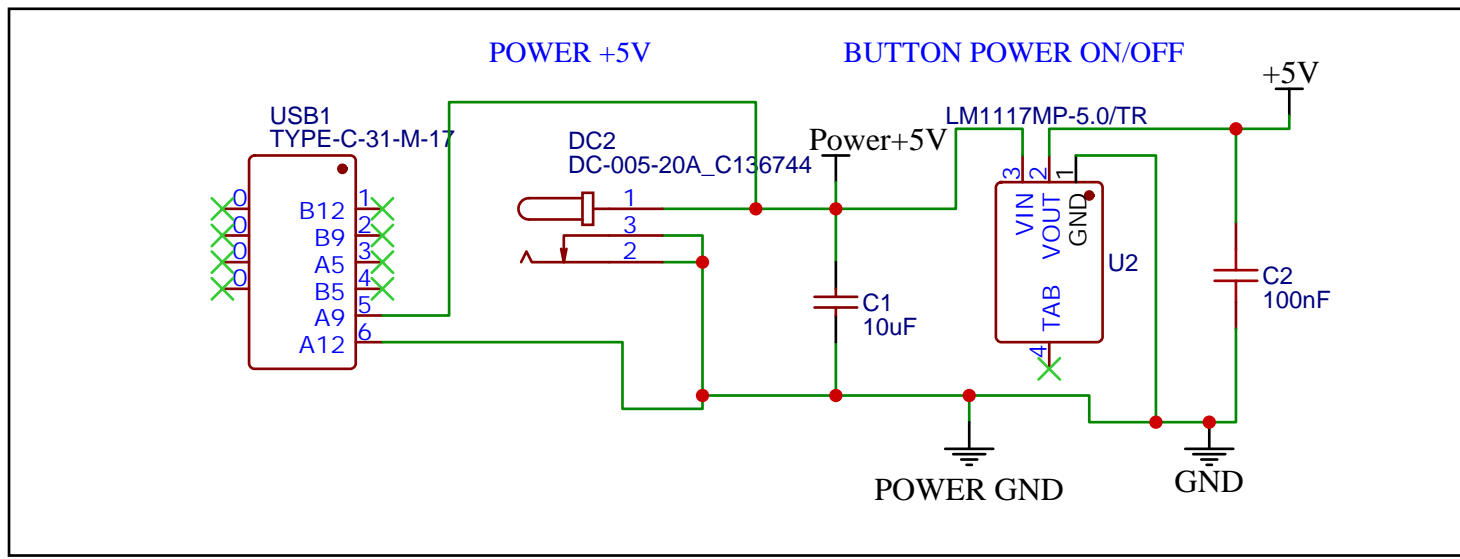 POWER +5V
BUTTON POWER ON/OFF
+5V
USB1
TYPE-C-31-M-17
LM1117MP-5.0/TR
DC2
DC-005-20A_C136744
Power+5V
0
B12
1
0
B9
2
0
A5
3
0
B5
4
A9
5
A12
6
1
3
2
3
2
1
VIN
VOUT
GND
TAB
4
U2
C1
10uF
C2
100nF
POWER GND
GND